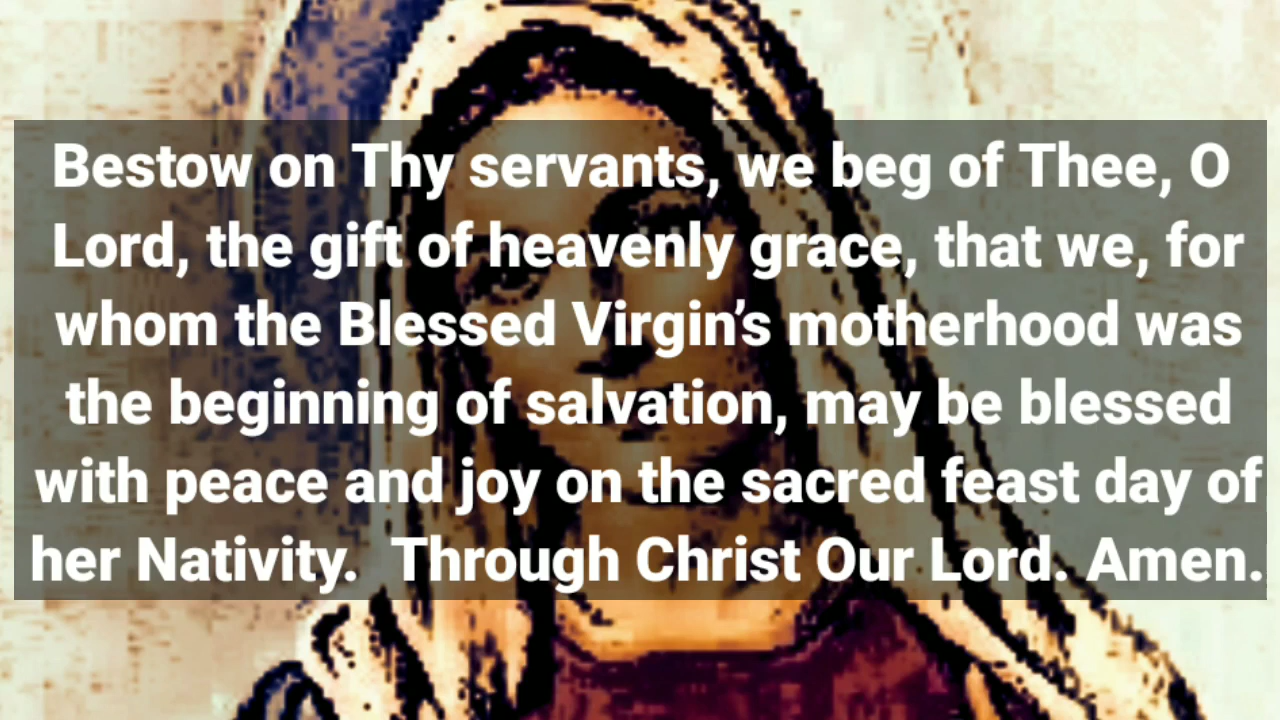 Bestow on Thy servants, we beg of Thee, O
Lord, the gift of heavenly grace, that we, for
whom the Blessed Virgin’s motherhood was
the beginning of salvation, may be blessed
with peace and joy on the sacred feast day of
her Nativity.  Through Christ Our Lord. Amen.